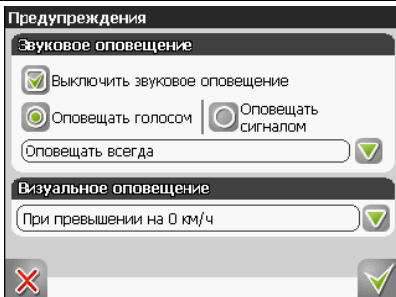 Предупреждения
Звуковое оповещение
Выключить звуковое оповещение
Оповещать голосом
Оповещать
сигналом
Оповещать всегда
Визуальное оповещение
При превышении на 0 км/ч